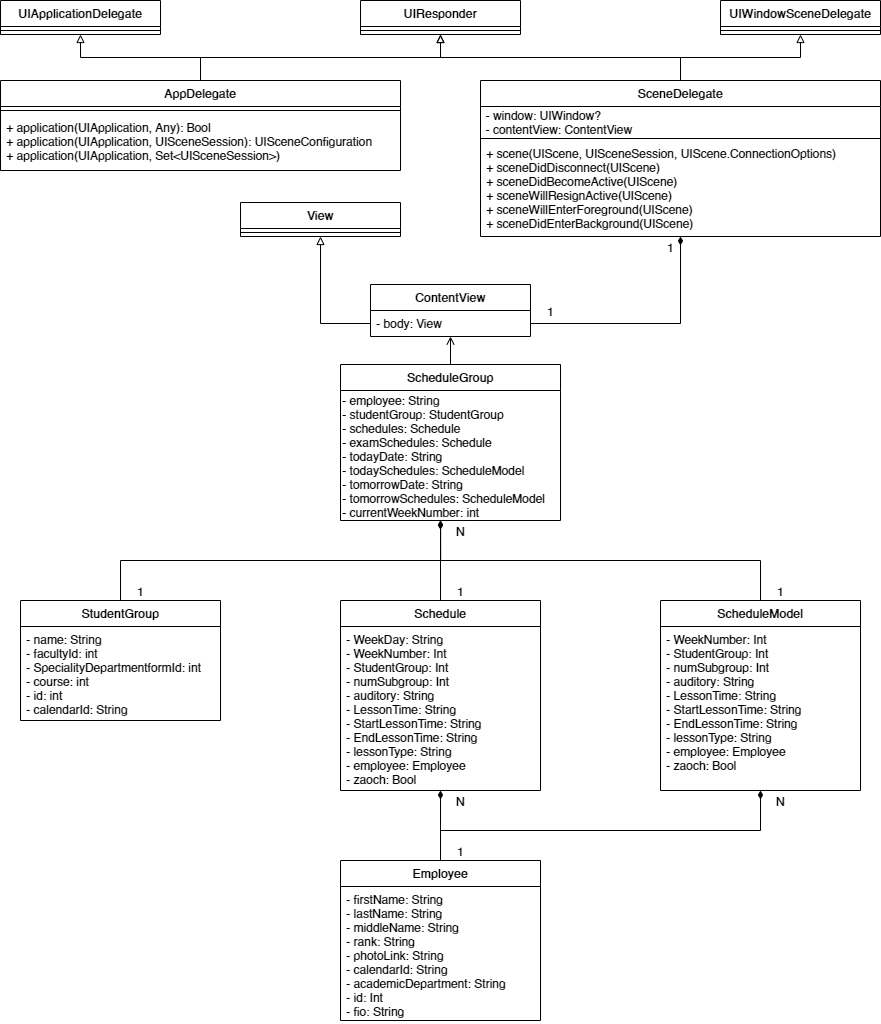 UIApplicationDelegate
UIResponder
UIWindowSceneDelegate
AppDelegate
+ application(UIApplication, Any): Bool
+ application(UIApplication, UISceneSession): UISceneConfiguration
+ application(UIApplication, Set<UISceneSession>)
SceneDelegate
- window: UIWindow?
- contentView: ContentView
+ scene(UIScene, UISceneSession, UIScene.ConnectionOptions)
+ sceneDidDisconnect(UIScene)
+ sceneDidBecomeActive(UIScene)
+ sceneWillResignActive(UIScene)
+ sceneWillEnterForeground(UIScene)
+ sceneDidEnterBackground(UIScene)
View
1
ContentView
- body: View
1
ScheduleGroup
- employee: String
- studentGroup: StudentGroup
- schedules: Schedule
- examSchedules: Schedule
- todayDate: String
- todaySchedules: ScheduleModel
- tomorrowDate: String
- tomorrowSchedules: ScheduleModel
- currentWeekNumber: int
N
1
1
1
StudentGroup
- name: String
- facultyId: int
- SpecialityDepartmentformId: int
- course: int
- id: int
- calendarId: String
Schedule
- WeekDay: String
- WeekNumber: Int
- StudentGroup: Int
- numSubgroup: Int
- auditory: String
- LessonTime: String
- StartLessonTime: String
- EndLessonTime: String
- lessonType: String
- employee: Employee
- zaoch: Bool
ScheduleModel
- WeekNumber: Int
- StudentGroup: Int
- numSubgroup: Int
- auditory: String
- LessonTime: String
- StartLessonTime: String
- EndLessonTime: String
- lessonType: String
- employee: Employee
- zaoch: Bool
N
N
1
Employee
- firstName: String
- lastName: String
- middleName: String
- rank: String
- photoLink: String
- calendarId: String
- academicDepartment: String
- id: Int
- fio: String